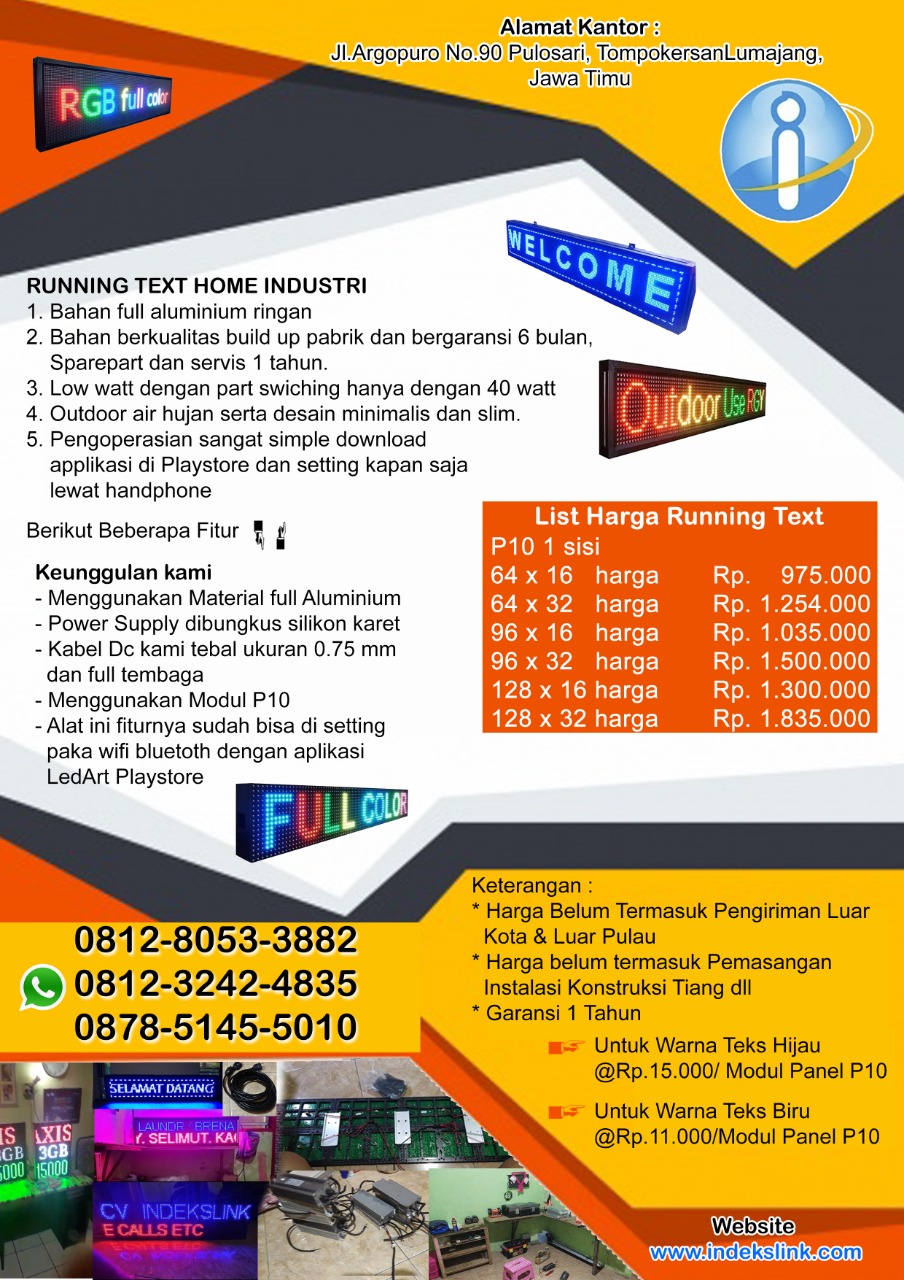 Alamat Kantor :
Jl.Argopuro No.90 Pulosari, TompokersanLumajang,
Jawa Timu
RGB full color
i
WELCOME
RUNNING TEXT HOME INDUSTRI
1. Bahan full aluminium ringan
2. Bahan berkualitas build up pabrik dan bergaransi 6 bulan,
Sparepart dan servis 1 tahun.
3. Low watt dengan part swiching hanya dengan 40 watt
4. Outdoor air hujan serta desain minimalis dan slim.
5. Pengoperasian sangat simple download
applikasi di Playstore dan setting kapan saja
lewat handphone
Outdoor Use RGY
Berikut Beberapa Fitur
Keunggulan kami
- Menggunakan Material full Aluminium
- Power Supply dibungkus silikon karet
- Kabel Dc kami tebal ukuran 0.75 mm
dan full tembaga
- Menggunakan Modul P10
- Alat ini fiturnya sudah bisa di setting
paka wifi bluetoth dengan aplikasi
LedArt Playstore
List Harga Running Text
P10 1 sisi
64 x 16 harga Rp. 975.000
64 x 32 harga Rp. 1.254.000
96 x 16 harga Rp. 1.035.000
96 x 32 harga Rp. 1.500.000
128 x 16 harga Rp. 1.300.000
128 x 32 harga Rp. 1.835.000
FULL COLOR
0812-8053-3882
0812-3242-4835
0878-5145-5010
Keterangan :
* Harga Belum Termasuk Pengiriman Luar
Kota & Luar Pulau
* Harga belum termasuk Pemasangan
Instalasi Konstruksi Tiang dll
* Garansi 1 Tahun
Untuk Warna Teks Hijau
@Rp.15.000/ Modul Panel P10
Untuk Warna Teks Biru
@Rp.11.000/Modul Panel P10
SELAMAT DATANG
Y. SELIMUT. KA
AXIS
3GB
15000
CV INDEKSLINK
E CALLS ETC
Website
www.indekslink.com